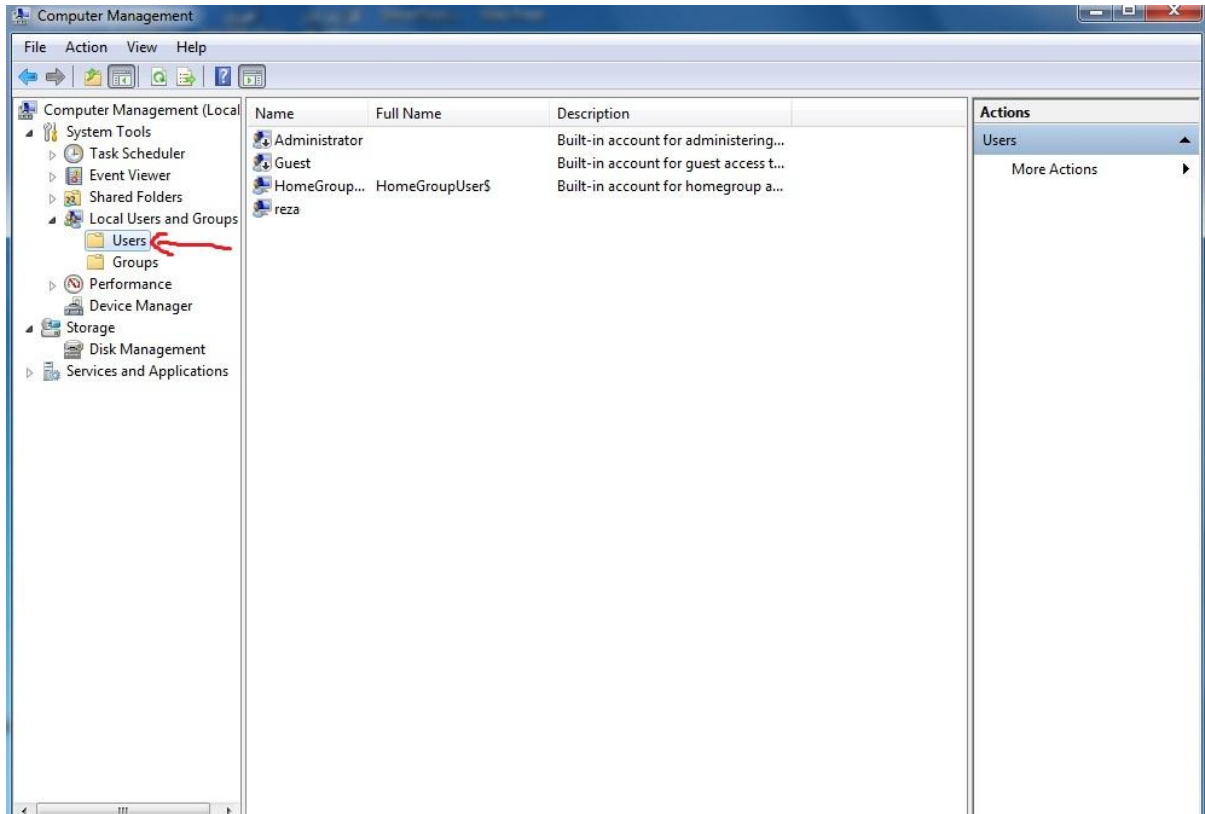 Computer Management
File Action View Help
Computer Management (Local
System Tools
Task Scheduler
Event Viewer
Shared Folders
Local Users and Groups
Users
Groups
Performance
Device Manager
Storage
Disk Management
Services and Applications
Name Full Name Description
Administrator Built-in account for administering...
Guest Built-in account for guest access t...
HomeGroup... HomeGroupUser$ Built-in account for homegroup a...
reza
Actions
Users
More Actions